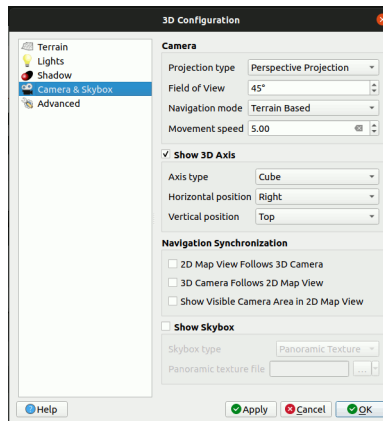 3D Configuration
Terrain
Lights
Shadow
Camera & Skybox
Advanced
Camera
Projection type Perspective Projection
Field of View 45°
Navigation mode Terrain Based
Movement speed 5.00
Show 3D Axis
Axis type Cube
Horizontal position Right
Vertical position Top
Navigation Synchronization
2D Map View Follows 3D Camera
3D Camera Follows 2D Map View
Show Visible Camera Area in 2D Map View
Show Skybox
Skybox type Panoramic Texture
Panoramic texture file ...
Help Apply Cancel OK